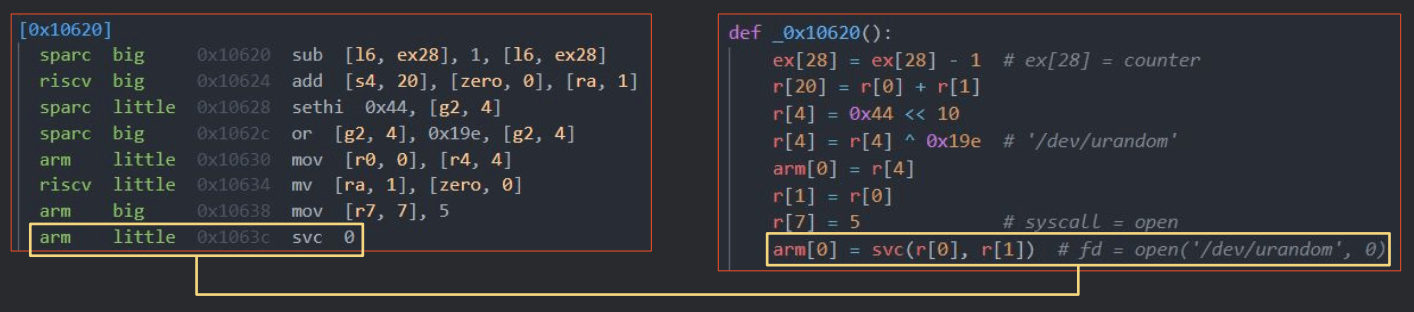 [0x10620]
sparc big 0x10620 sub [l6, ex28], 1, [l6, ex28]
riscv big 0x10624 add [s4, 20], [zero, 0], [ra, 1]
sparc little 0x10628 sethi 0x44, [g2, 4]
sparc big 0x1062c or [g2, 4], 0x19e, [g2, 4]
arm little 0x10630 mov [r0, 0], [r4, 4]
riscv little 0x10634 mv [ra, 1], [zero, 0]
arm big 0x10638 mov [r7, 7], 5
arm little 0x1063c svc 0
def _0x10620():
ex[28] = ex[28] - 1 # ex[28] = counter
r[20] = r[0] + r[1]
r[4] = 0x44 << 10
r[4] = r[4] ^ 0x19e # '/dev/urandom'
arm[0] = r[4]
r[1] = r[0]
r[7] = 5 # syscall = open
arm[0] = svc(r[0], r[1]) # fd = open('/dev/urandom', 0)